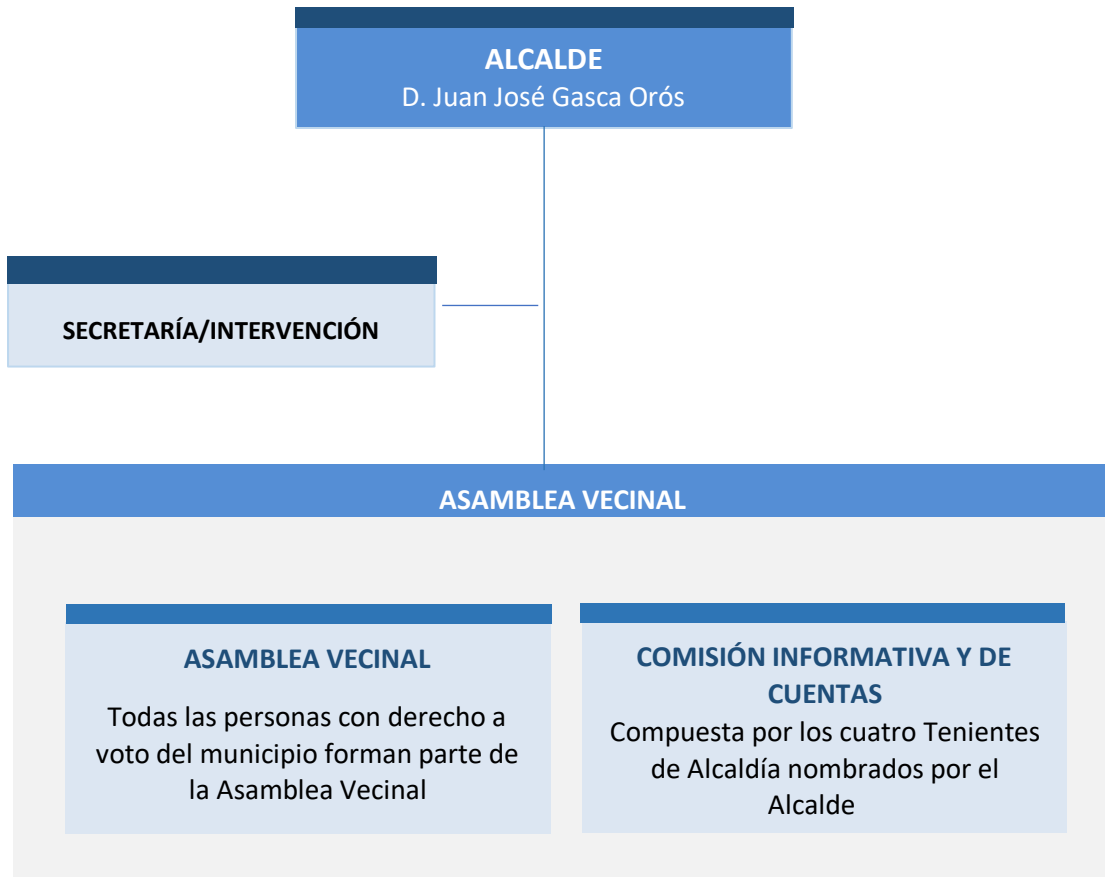 ALCALDE
D. Juan José Gasca Orós
SECRETARÍA/INTERVENCIÓN
ASAMBLEA VECINAL
ASAMBLEA VECINAL
Todas las personas con derecho a
voto del municipio forman parte de
la Asamblea Vecinal
COMISIÓN INFORMATIVA Y DE
CUENTAS
Compuesta por los cuatro Tenientes
de Alcaldía nombrados por el
Alcalde